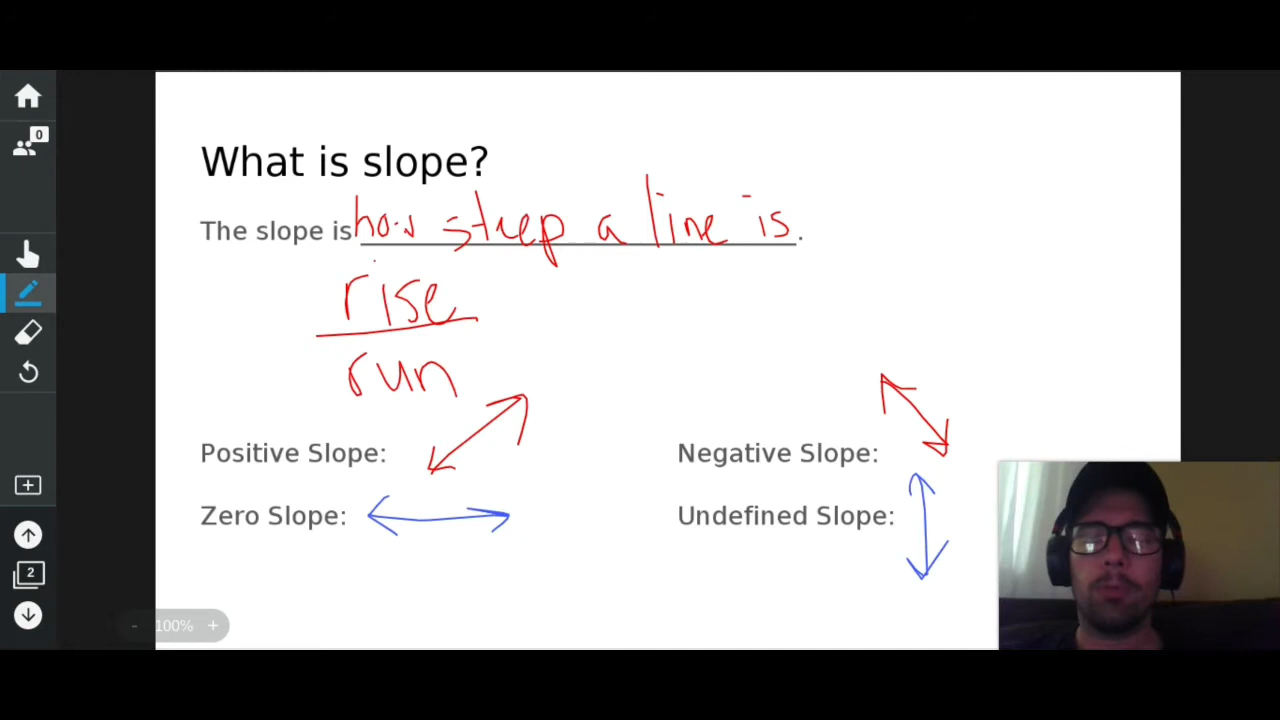 0
What is slope?
The slope is how steep a line is.
rise
run
Positive Slope:
Negative Slope:
Zero Slope:
Undefined Slope:
2
- 100% +